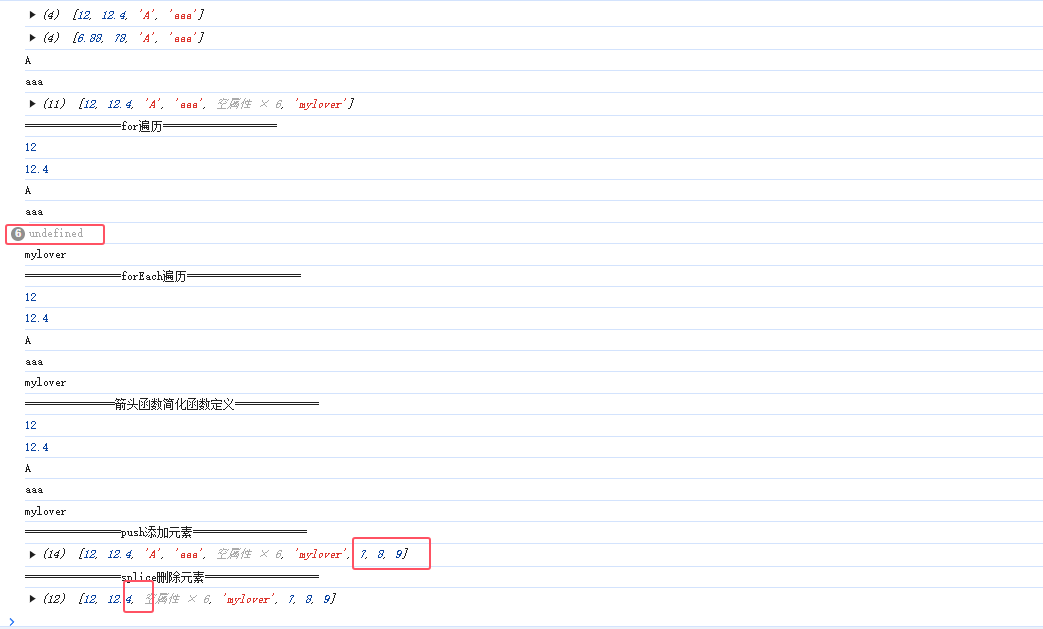 ▶ (4) [12, 12.4, 'A', 'aaa']
▶ (4) [6.88, 78, 'A', 'aaa']
A
aaa
▶ (11) [12, 12.4, 'A', 'aaa', 空属性 × 6, 'mylover']
================for遍历===================
12
12.4
A
aaa
6 undefined
mylover
================forEach遍历===================
12
12.4
A
aaa
mylover
===============箭头函数简化函数定义==============
12
12.4
A
aaa
mylover
================push添加元素===================
▶ (14) [12, 12.4, 'A', 'aaa', 空属性 × 6, 'mylover', 7, 8, 9]
================splice删除元素===================
▶ (12) [12, 12.4, 空属性 × 6, 'mylover', 7, 8, 9]
>